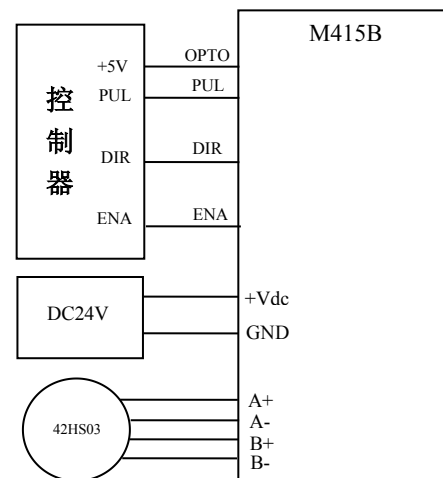 M415B
控制器
+5V OPTO
PUL PUL
DIR DIR
ENA ENA
DC24V
+Vdc
GND
42HS03
A+
A-
B+
B-